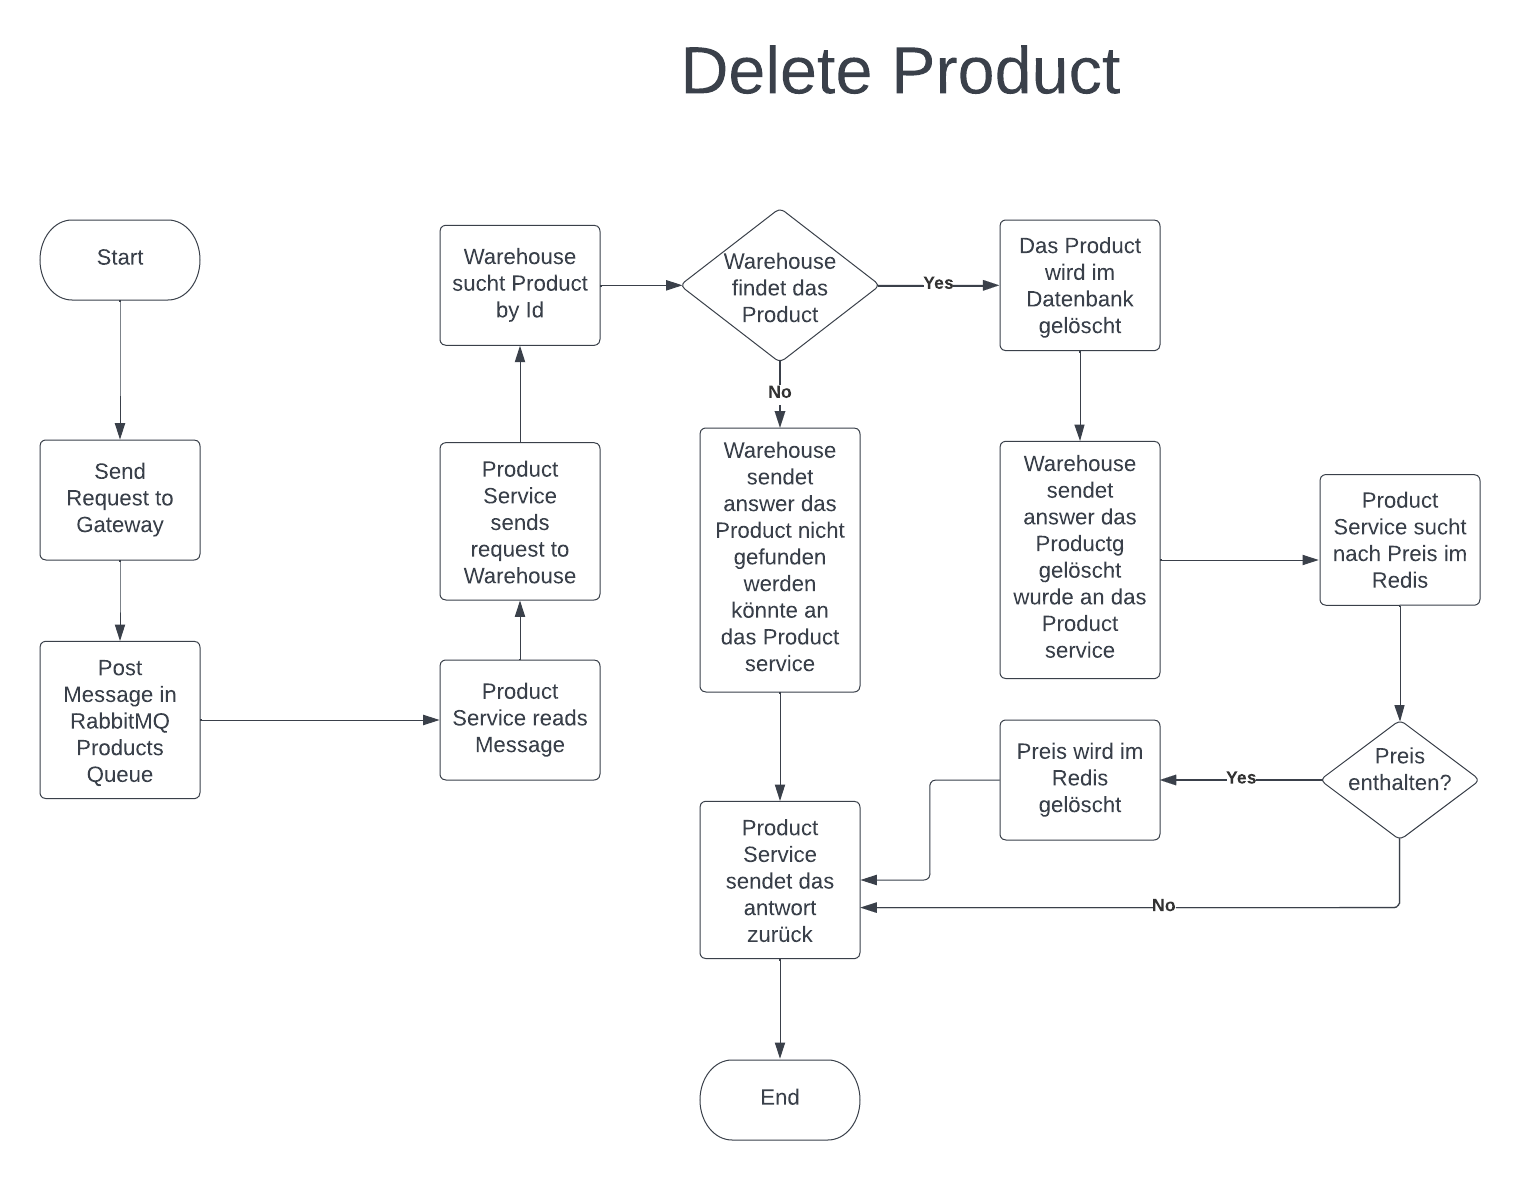 Delete Product
Start
Send
Request to
Gateway
Post
Message in
RabbitMQ
Products
Queue
Product
Service reads
Message
Product
Service
sends
request to
Warehouse
Warehouse
sucht Product
by Id
Warehouse
findet das
Product
Yes
No
Das Product
wird im
Datenbank
gelöscht
Warehouse
sendet
answer das
Product nicht
gefunden
werden
könnte an
das Product
service
Warehouse
sendet
answer das
Productg
gelöscht
wurde an das
Product
service
Product
Service sucht
nach Preis im
Redis
Preis
enthalten?
Yes
No
Preis wird im
Redis
gelöscht
Product
Service
sendet das
antwort
zurück
End